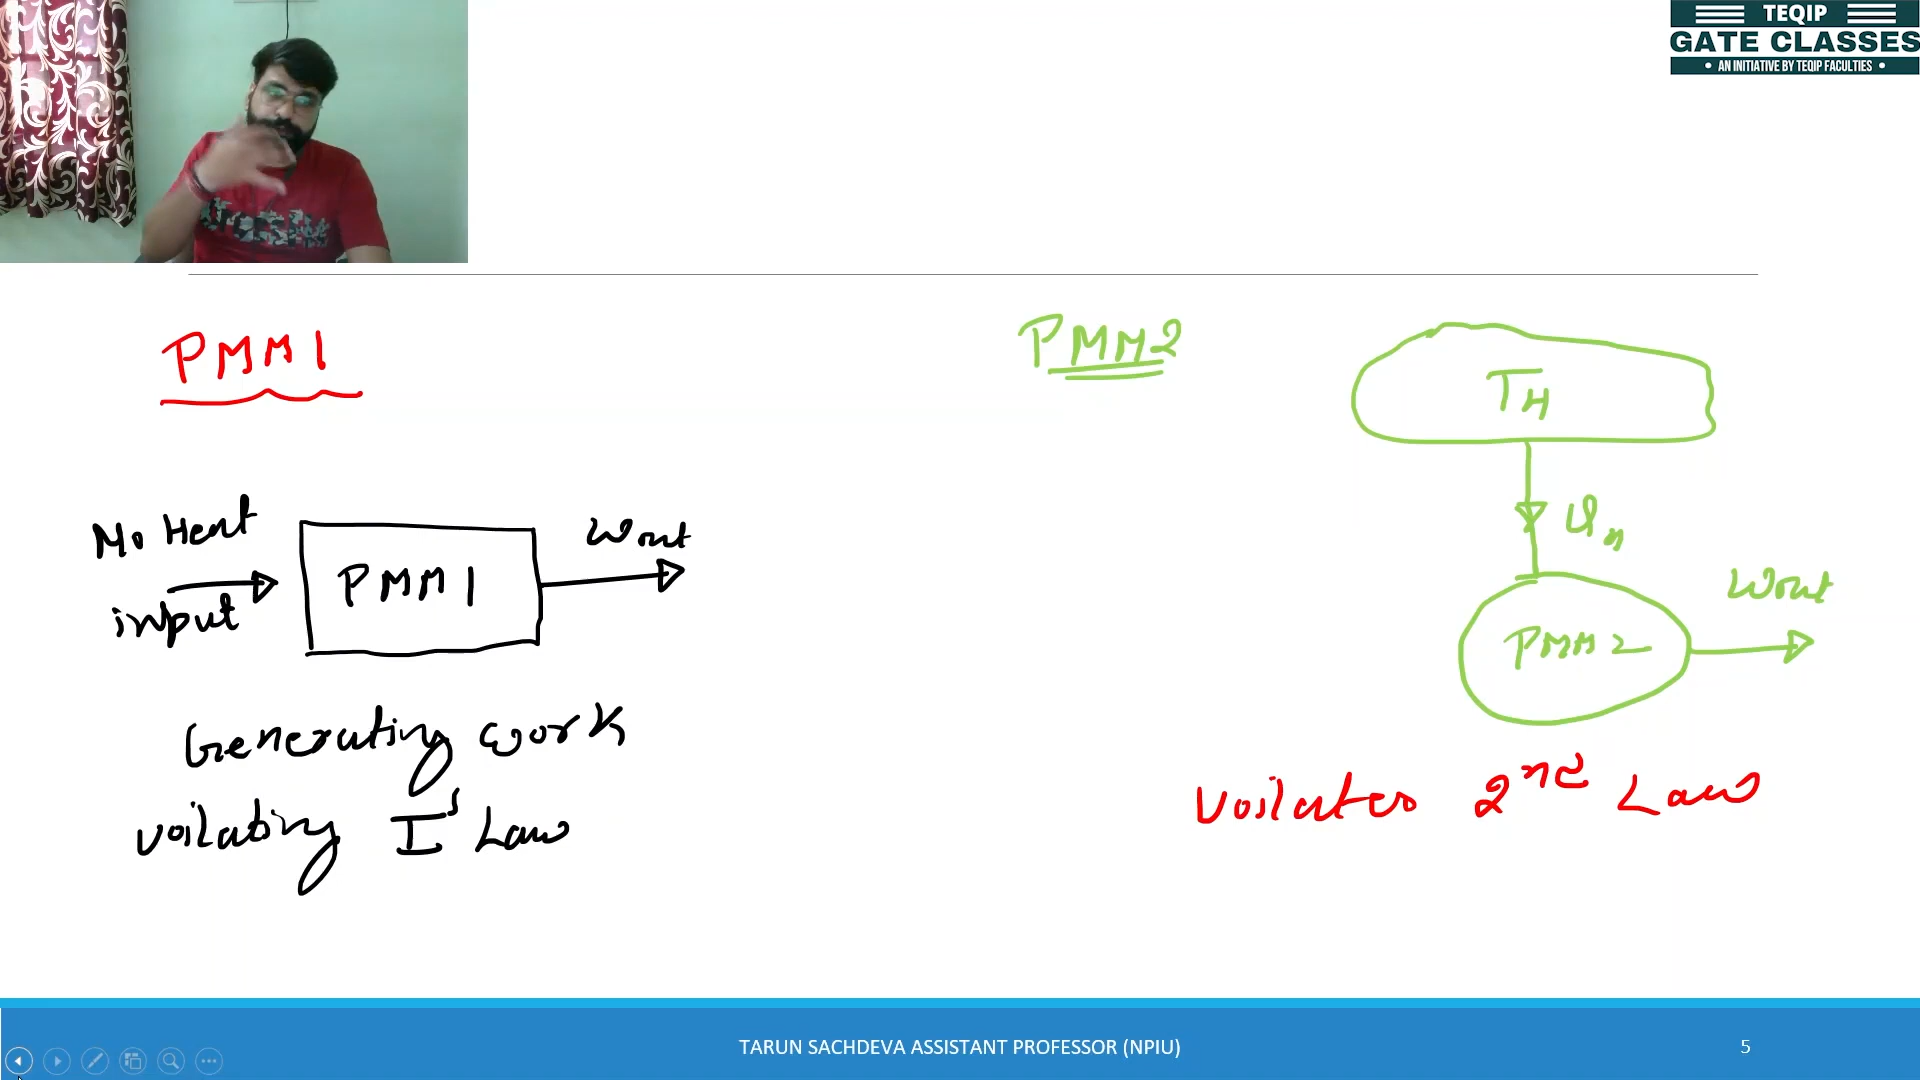 TEQIP
GATE CLASSES
• AN INITIATIVE BY TEQIP FACULTIES •
PMM1
PMM2
TH
No Heat
input
PMM1
Wout
PMM2
Wout
Generating work
voilating Is Law
Voilates 2nd Law
TARUN SACHDEVA ASSISTANT PROFESSOR (NPIU)
5